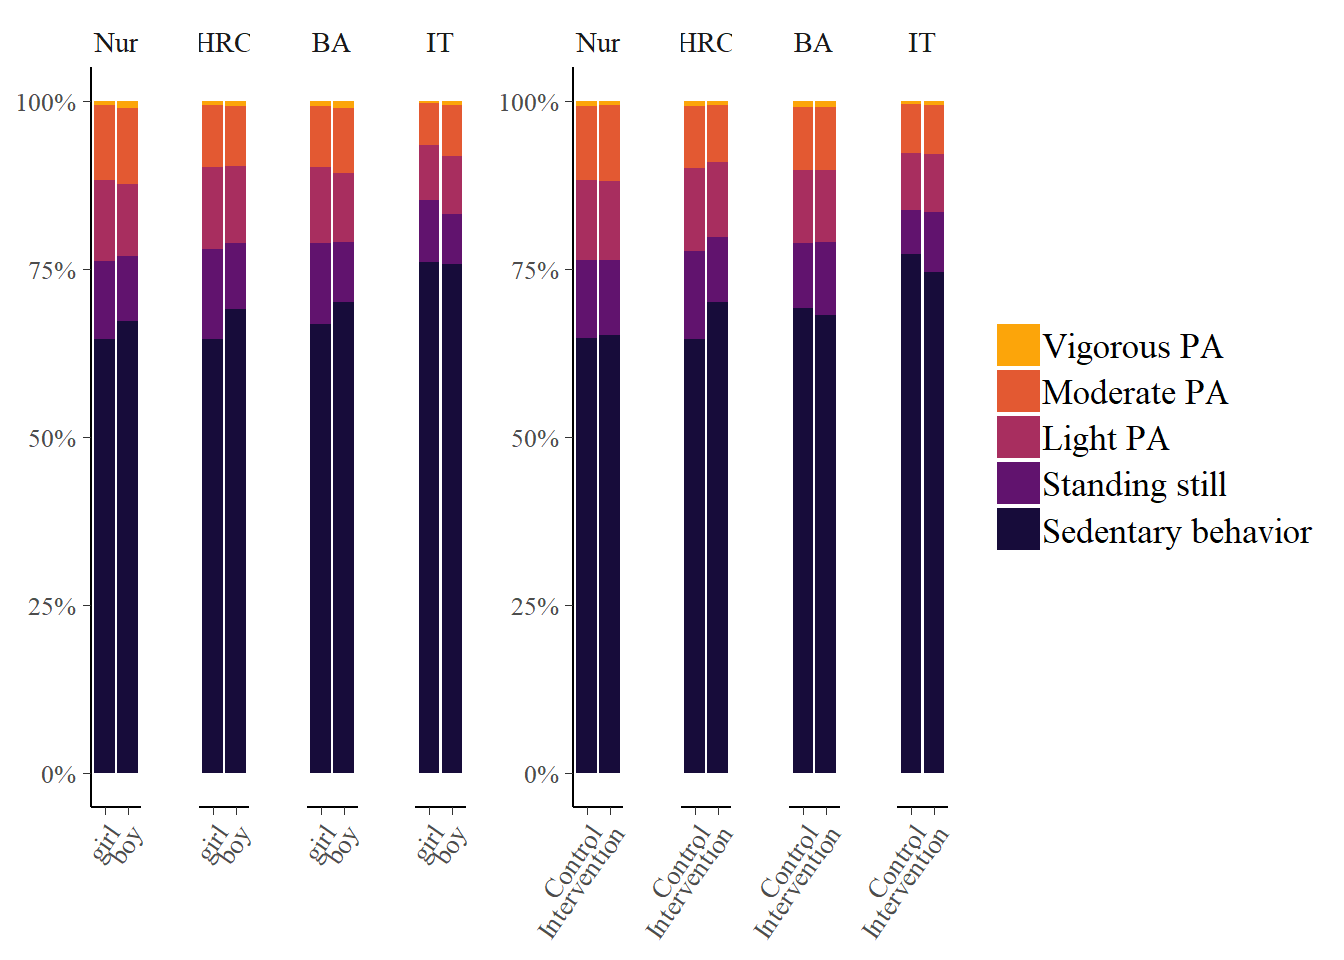 Nur HRC BA IT Nur HRC BA IT
100% 100%
75% 75%
50% 50%
25% 25%
0% 0%
girl boy girl boy girl boy girl boy
Control Intervention Control Intervention Control Intervention Control Intervention
Vigorous PA
Moderate PA
Light PA
Standing still
Sedentary behavior